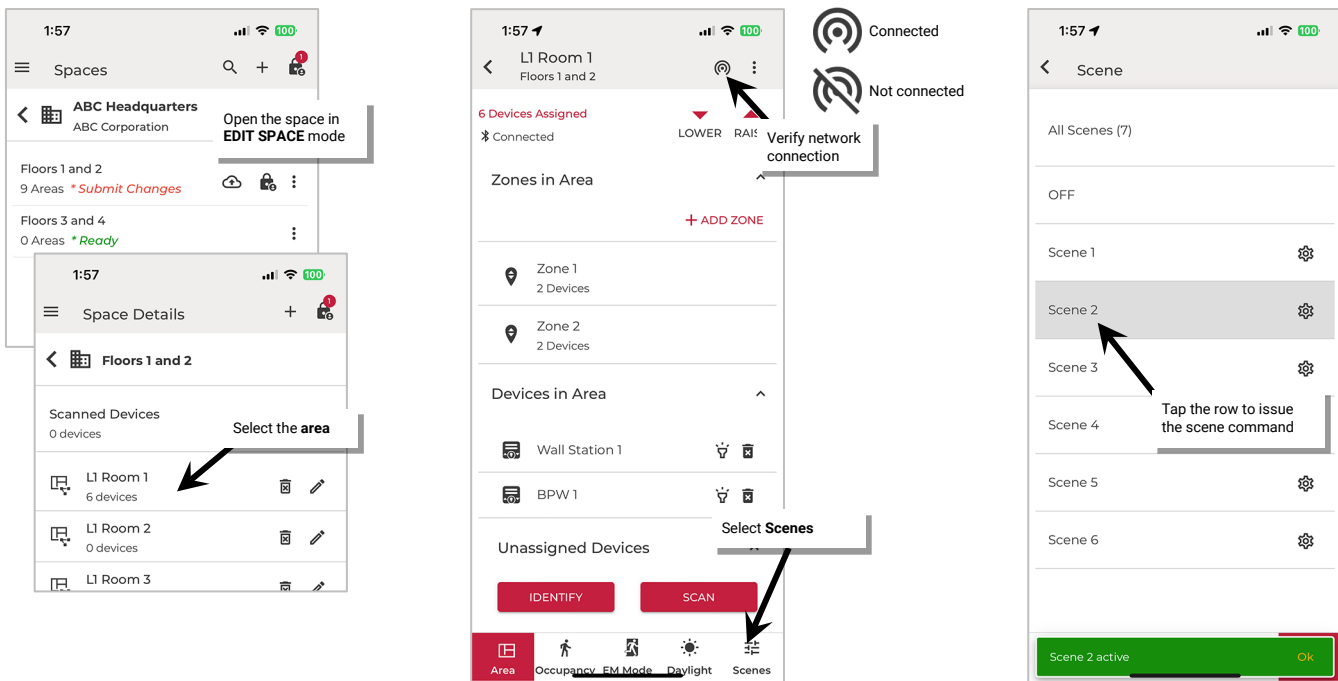 1:57
100
Spaces
1
ABC Headquarters
ABC Corporation
Open the space in
EDIT SPACE mode
Floors 1 and 2
9 Areas * Submit Changes
Floors 3 and 4
0 Areas * Ready
1:57
100
Space Details
1
Floors 1 and 2
Scanned Devices
0 devices
Select the area
L1 Room 1
6 devices
L1 Room 2
0 devices
L1 Room 3
1:57
100
L1 Room 1
Floors 1 and 2
Connected
Not connected
6 Devices Assigned
Connected
LOWER
Verify network
connection
Zones in Area
+ ADD ZONE
Zone 1
2 Devices
Zone 2
2 Devices
Devices in Area
Wall Station 1
BPW 1
Select Scenes
Unassigned Devices
IDENTIFY
SCAN
Area
Occupancy
EM Mode
Daylight
Scenes
1:57
100
Scene
All Scenes (7)
OFF
Scene 1
Scene 2
Scene 3
Tap the row to issue
the scene command
Scene 4
Scene 5
Scene 6
Scene 2 active
Ok